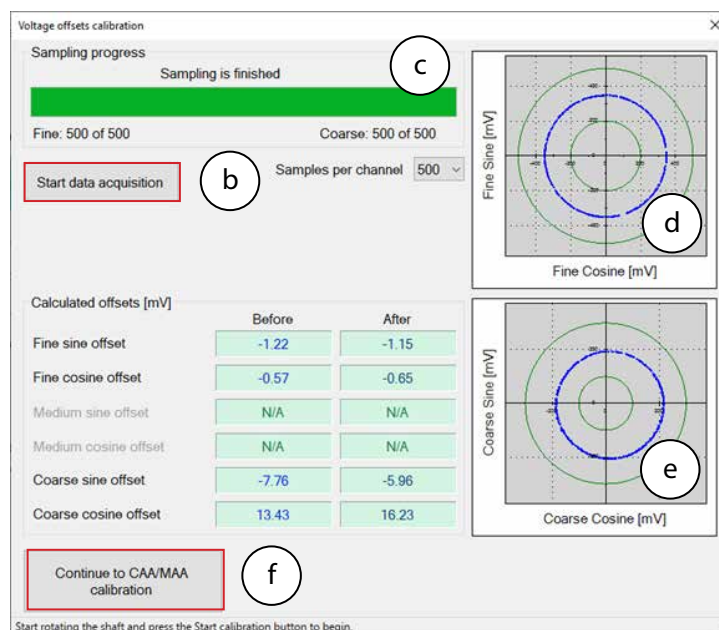 Voltage offsets calibration
Sampling progress
Sampling is finished
c
Fine: 500 of 500 Coarse: 500 of 500
Start data acquisition b Samples per channel 500
Fine Sine [mV]
d
Fine Cosine [mV]
Calculated offsets [mV]
Before After
Fine sine offset -1.22 -1.15
Fine cosine offset -0.57 -0.65
Medium sine offset N/A N/A
Medium cosine offset N/A N/A
Coarse sine offset -7.76 -5.96
Coarse cosine offset 13.43 16.23
Coarse Sine [mV]
e
Coarse Cosine [mV]
Continue to CAA/MAA
calibration
f
Start rotating the shaft and press the Start calibration button to begin.